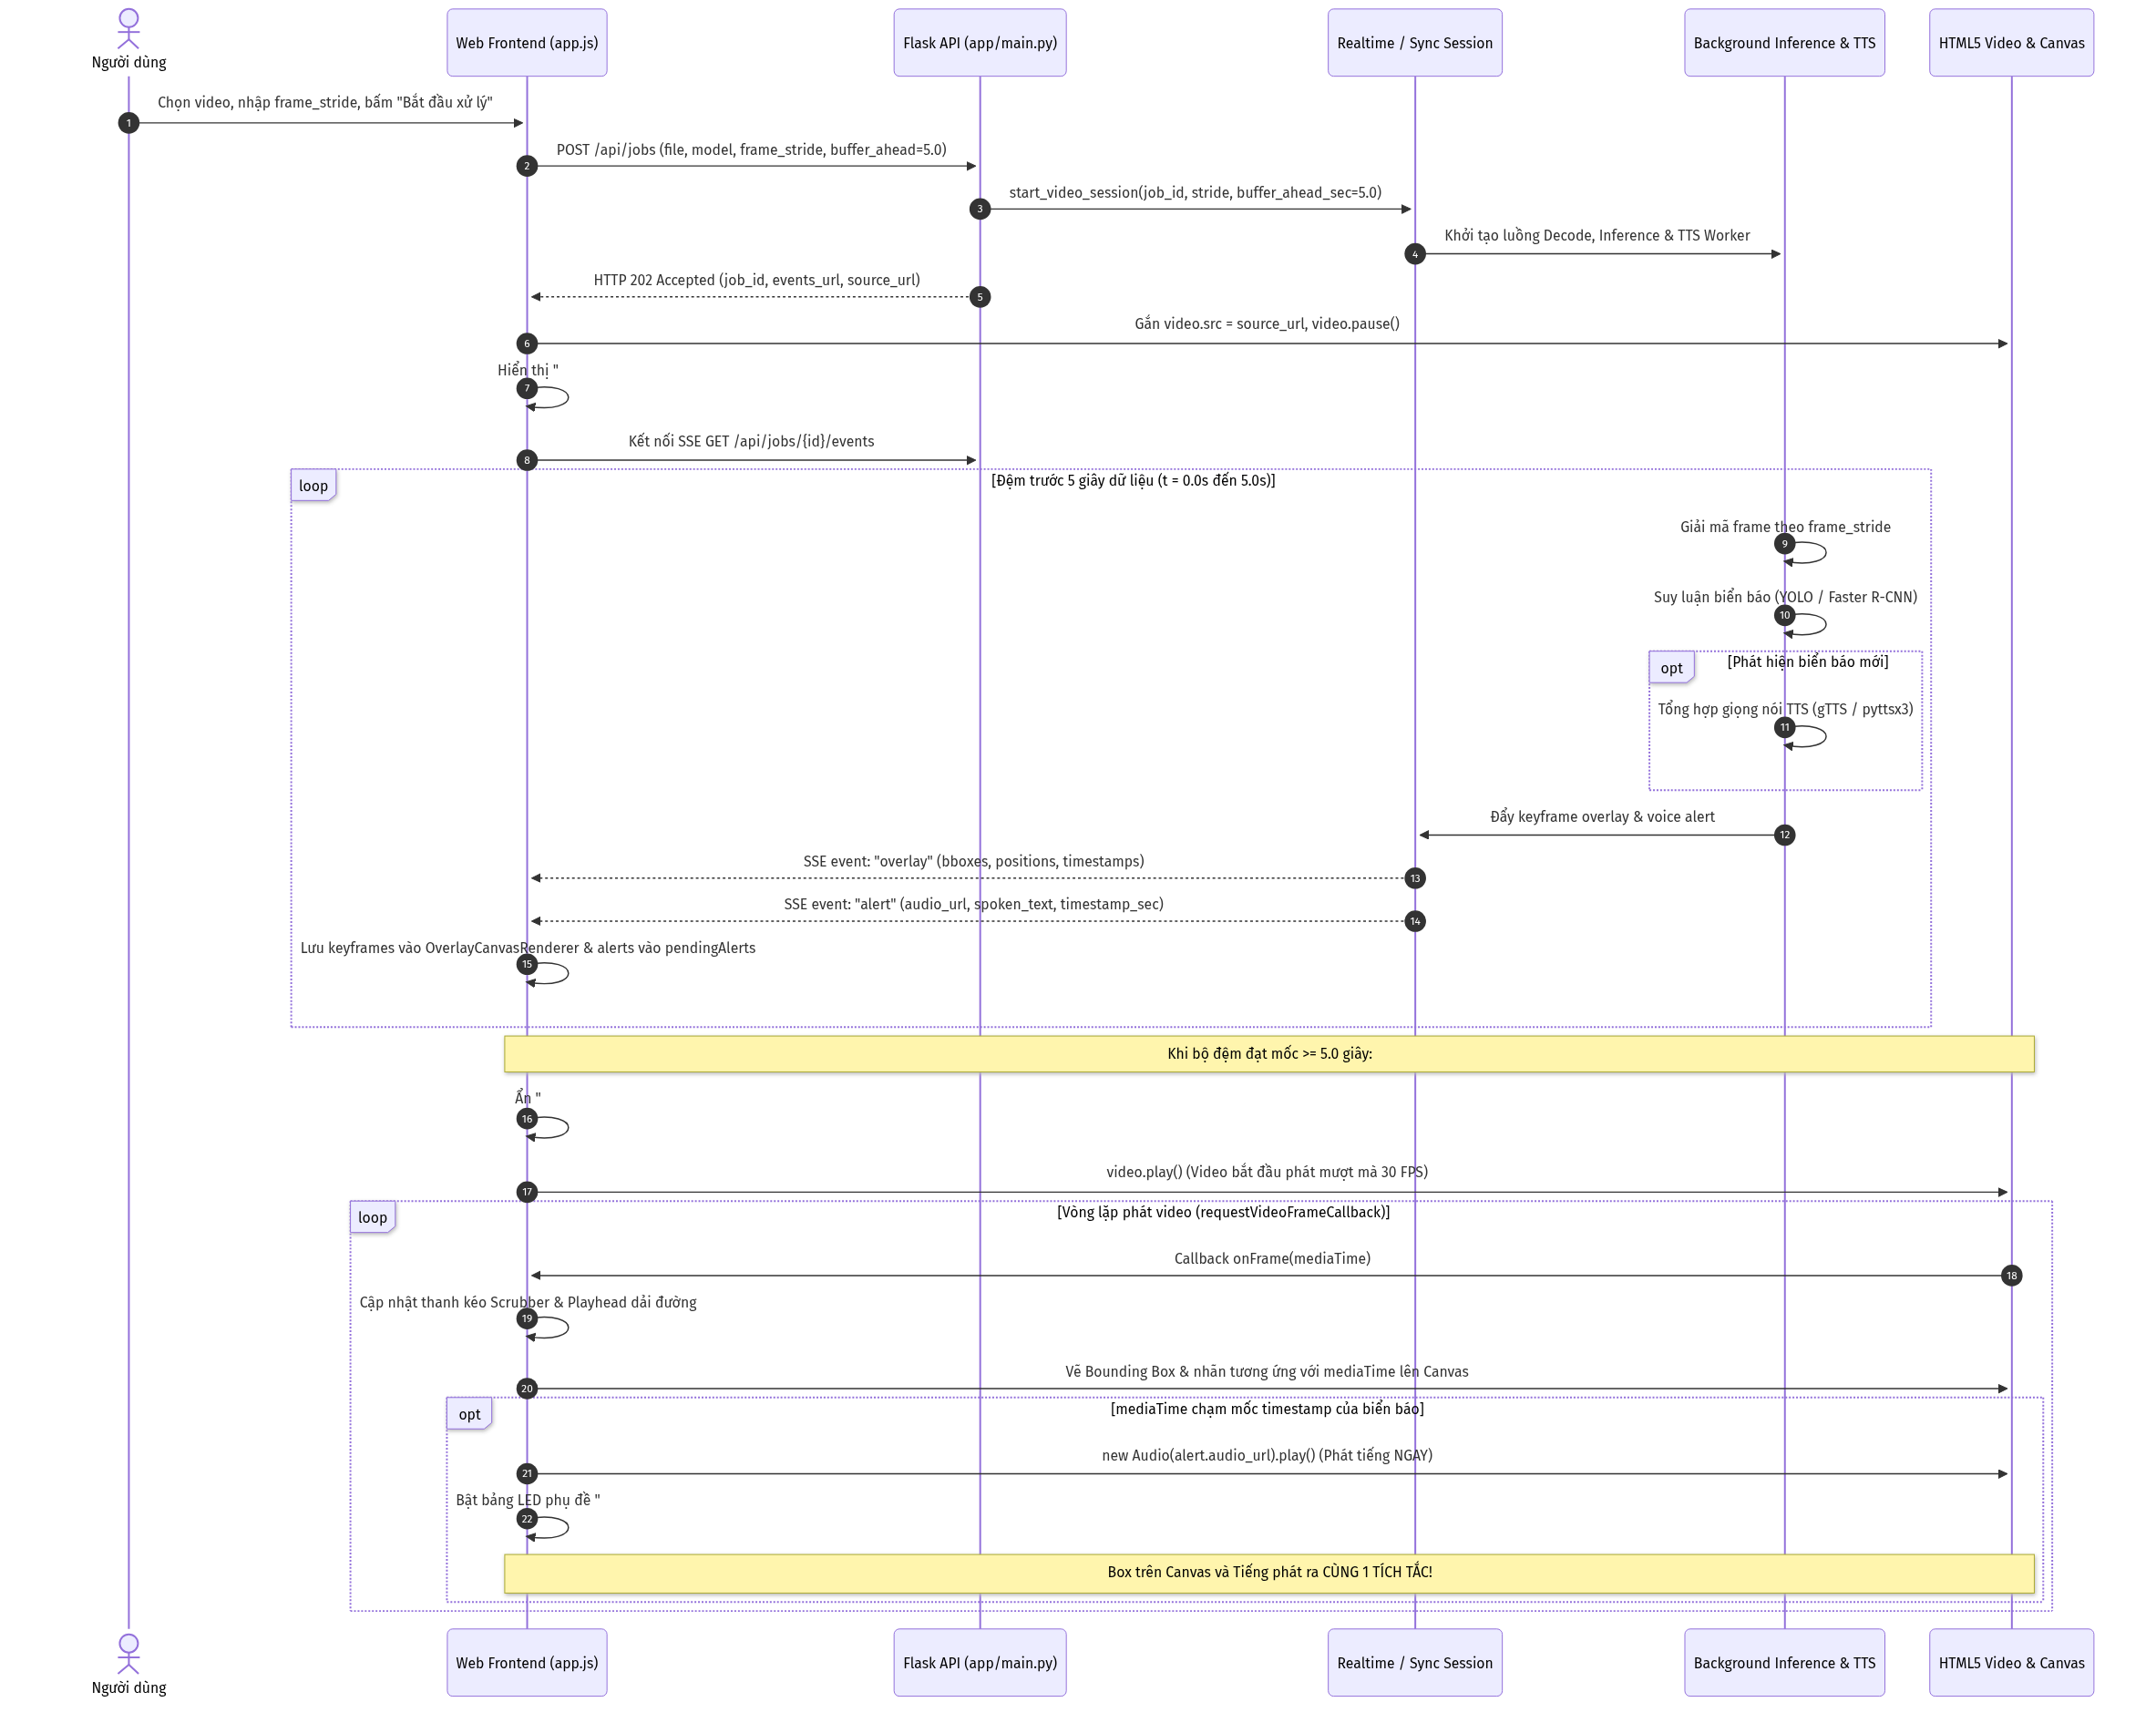 Người dùng
Web Frontend (app.js)
Flask API (app/main.py)
Realtime / Sync Session
Background Inference & TTS
HTML5 Video & Canvas
Chọn video, nhập frame_stride, bấm "Bắt đầu xử lý"
1
POST /api/jobs (file, model, frame_stride, buffer_ahead=5.0)
2
start_video_session(job_id, stride, buffer_ahead_sec=5.0)
3
Khởi tạo luồng Decode, Inference & TTS Worker
4
HTTP 202 Accepted (job_id, events_url, source_url)
5
Gắn video.src = source_url, video.pause()
6
Hiển thị "
7
Kết nối SSE GET /api/jobs/{id}/events
8
loop
[Đệm trước 5 giây dữ liệu (t = 0.0s đến 5.0s)]
Giải mã frame theo frame_stride
9
Suy luận biển báo (YOLO / Faster R-CNN)
10
opt
[Phát hiện biển báo mới]
Tổng hợp giọng nói TTS (gTTS / pyttsx3)
11
Đẩy keyframe overlay & voice alert
12
SSE event: "overlay" (bboxes, positions, timestamps)
13
SSE event: "alert" (audio_url, spoken_text, timestamp_sec)
14
Lưu keyframes vào OverlayCanvasRenderer & alerts vào pendingAlerts
15
Khi bộ đệm đạt mốc >= 5.0 giây:
Ẩn "
16
video.play() (Video bắt đầu phát mượt mà 30 FPS)
17
loop
[Vòng lặp phát video (requestVideoFrameCallback)]
Callback onFrame(mediaTime)
18
Cập nhật thanh kéo Scrubber & Playhead dải đường
19
Vẽ Bounding Box & nhãn tương ứng với mediaTime lên Canvas
20
opt
[mediaTime chạm mốc timestamp của biển báo]
new Audio(alert.audio_url).play() (Phát tiếng NGAY)
21
Bật bảng LED phụ đề "
22
Box trên Canvas và Tiếng phát ra CÙNG 1 TÍCH TẮC!
Người dùng
Web Frontend (app.js)
Flask API (app/main.py)
Realtime / Sync Session
Background Inference & TTS
HTML5 Video & Canvas